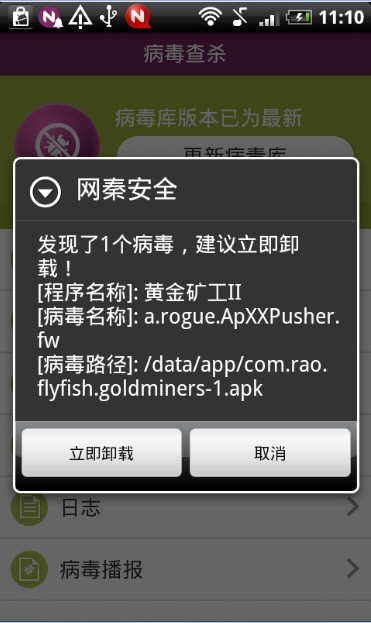 11:10
病毒查杀
病毒库版本已为最新
更新病毒库
网秦安全
发现了1个病毒，建议立即卸
载！
[程序名称]: 黄金矿工II
[病毒名称]: a.rogue.ApXXPusher.
fw
[病毒路径]: /data/app/com.rao.
flyfish.goldminers-1.apk
立即卸载
取消
日志
病毒播报